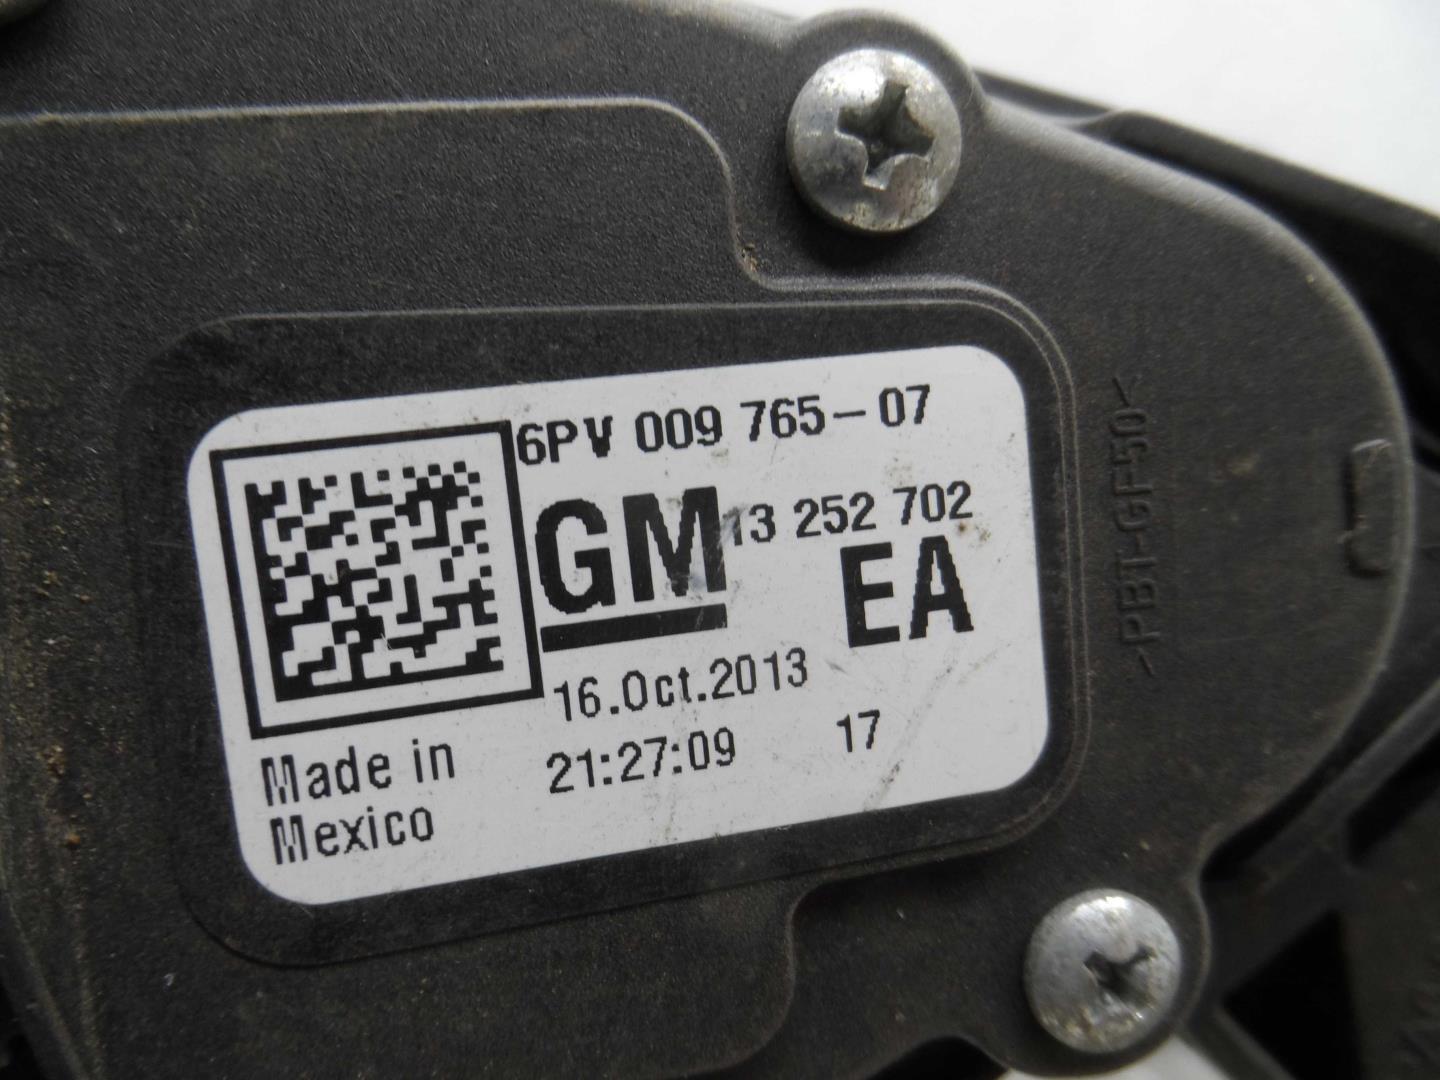 6PV 009 765-07
GM 13 252 702
EA
16.Oct.2013
21:27:09 17
Made in
Mexico
>PBT-GF50<